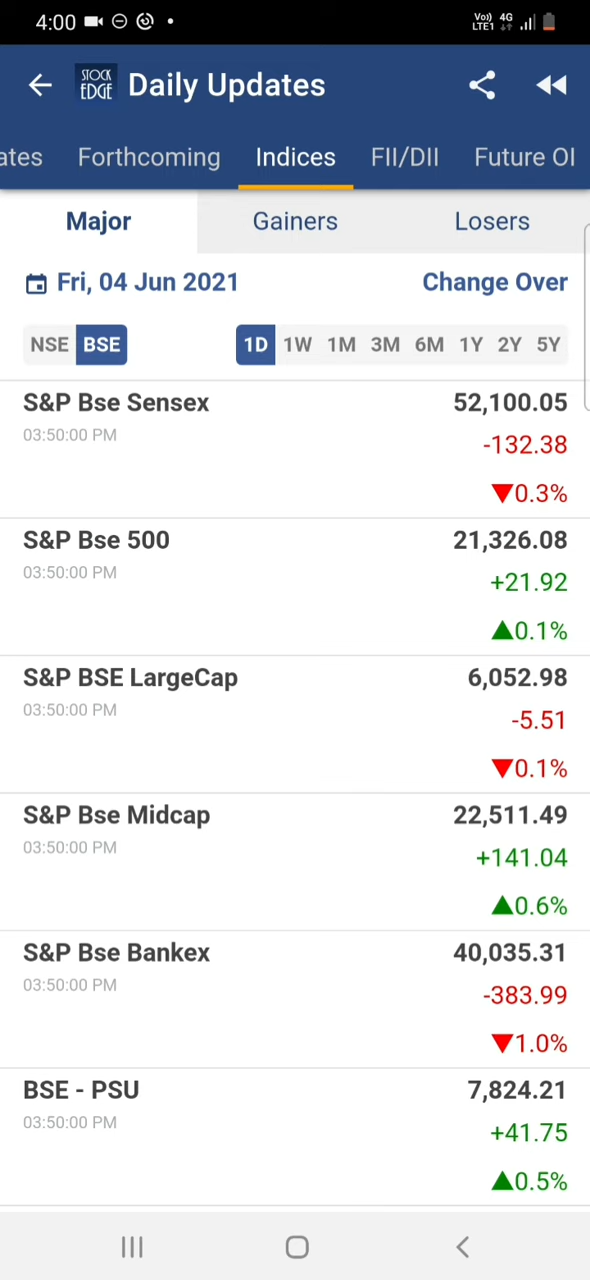 4:00 Vo)) 4G LTE1
STOCK EDGE Daily Updates
ates Forthcoming Indices FII/DII Future OI
Major Gainers Losers
Fri, 04 Jun 2021 Change Over
NSE BSE 1D 1W 1M 3M 6M 1Y 2Y 5Y
S&P Bse Sensex 52,100.05
03:50:00 PM -132.38
▼0.3%
S&P Bse 500 21,326.08
03:50:00 PM +21.92
▲0.1%
S&P BSE LargeCap 6,052.98
03:50:00 PM -5.51
▼0.1%
S&P Bse Midcap 22,511.49
03:50:00 PM +141.04
▲0.6%
S&P Bse Bankex 40,035.31
03:50:00 PM -383.99
▼1.0%
BSE - PSU 7,824.21
03:50:00 PM +41.75
▲0.5%